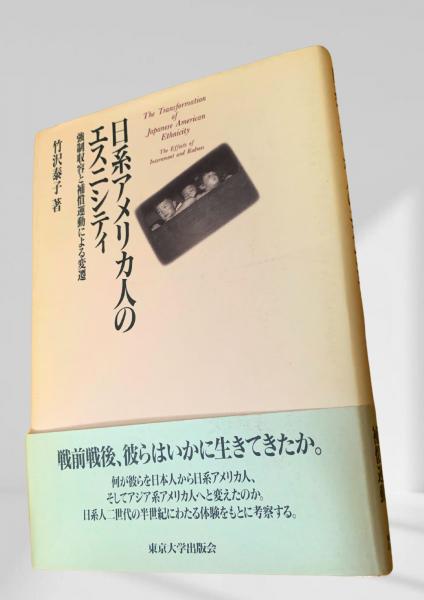 日系アメリカ人の
エスニシティ
強制収容と補償運動による変遷
竹沢泰子 著
The Transformation
of
Japanese American
Ethnicity
The Effects of
Internment and Redress
戦前戦後、彼らはいかに生きてきたか。
何が彼らを日本人から日系アメリカ人、
そしてアジア系アメリカ人へと変えたのか。
日系人二世代の半世紀にわたる体験をもとに考察する。
東京大学出版会